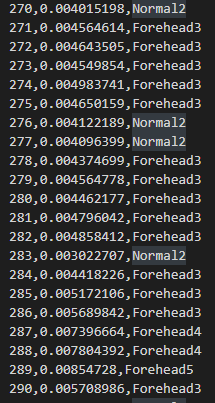 270,0.004015198,Normal2
271,0.004564614,Forehead3
272,0.004643505,Forehead3
273,0.004549854,Forehead3
274,0.004983741,Forehead3
275,0.004650159,Forehead3
276,0.004122189,Normal2
277,0.004096399,Normal2
278,0.004374699,Forehead3
279,0.004564778,Forehead3
280,0.004462177,Forehead3
281,0.004796042,Forehead3
282,0.004858412,Forehead3
283,0.003022707,Normal2
284,0.004418226,Forehead3
285,0.005172106,Forehead3
286,0.005689842,Forehead3
287,0.007396664,Forehead4
288,0.007804392,Forehead4
289,0.00854728,Forehead5
290,0.005708986,Forehead3